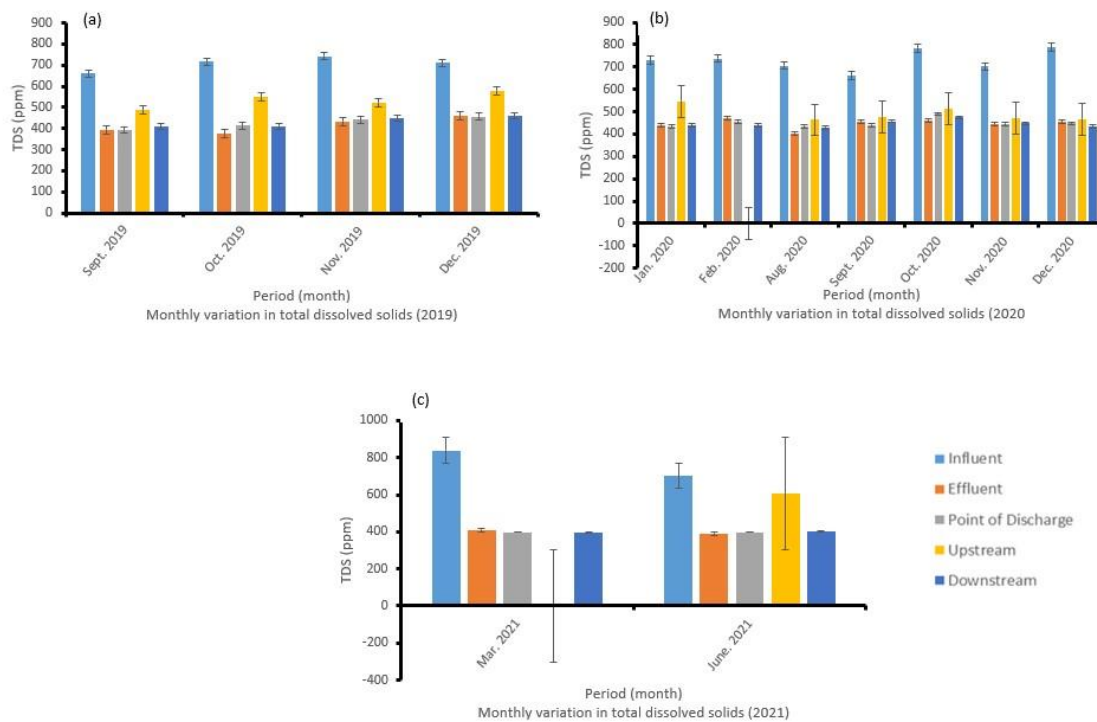 (a)
900
800
700
600
500
400
300
200
100
0
TDS (ppm)
Sept. 2019
Oct. 2019
Nov. 2019
Dec. 2019
Period (month)
Monthly variation in total dissolved solids (2019)
(b)
900
800
700
600
500
400
300
200
100
0
-100
-200
TDS (ppm)
Jan. 2020
Feb. 2020
Aug. 2020
Sept. 2020
Oct. 2020
Nov. 2020
Dec. 2020
Period (month)
Monthly variation in total dissolved solids (2020
(c)
1000
800
600
400
200
0
-200
-400
TDS (ppm)
Mar. 2021
June. 2021
Period (month)
Monthly variation in total dissolved solids (2021)
Influent
Effluent
Point of Discharge
Upstream
Downstream